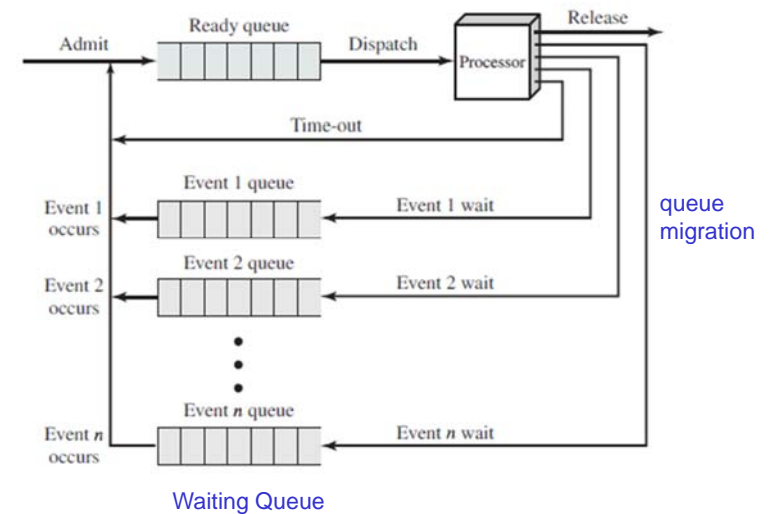 Release
Ready queue
Admit
Dispatch
Processor
Time-out
Event 1 queue
Event 1
occurs
Event 1 wait
queue
migration
Event 2 queue
Event 2
occurs
Event 2 wait
Event n queue
Event n
occurs
Event n wait
Waiting Queue